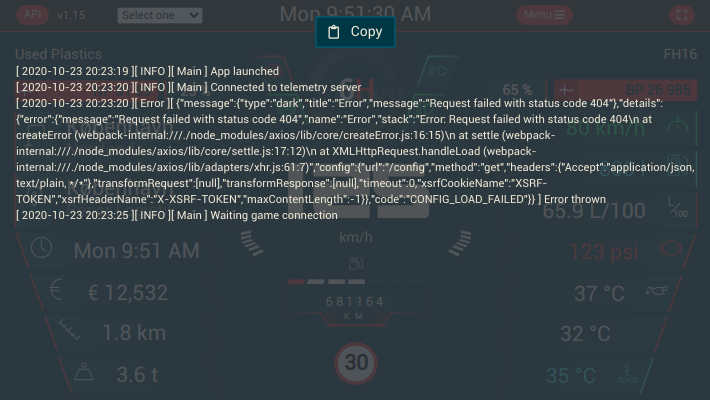 API v1.15 Select one Mon 9:51:30 AM Menu
Copy
Used Plastics FH16
[ 2020-10-23 20:23:19 ][ INFO ][ Main ] App launched
[ 2020-10-23 20:23:20 ][ INFO ][ Main ] Connected to telemetry server
65 % BP 26 985
[ 2020-10-23 20:23:20 ][ Error ][ {"message":{"type":"dark","title":"Error","message":"Request failed with status code 404"},"details":
{"error":{"message":"Request failed with status code 404","name":"Error","stack":"Error: Request failed with status code 404\n at
København 80 km/h
createError (webpack-internal:///./node_modules/axios/lib/core/createError.js:16:15)\n at settle (webpack-
internal:///./node_modules/axios/lib/core/settle.js:17:12)\n at XMLHttpRequest.handleLoad (webpack-
internal:///./node_modules/axios/lib/adapters/xhr.js:61:7)","config":{"url":"/config","method":"get","headers":{"Accept":"application/json,
text/plain, */*"},"transformRequest":[null],"transformResponse":[null],"timeout":0,"xsrfCookieName":"XSRF-
TOKEN","xsrfHeaderName":"X-XSRF-TOKEN","maxContentLength":-1}},"code":"CONFIG_LOAD_FAILED"}} ] Error thrown
65.9 L/100 L/100
[ 2020-10-23 20:23:25 ][ INFO ][ Main ] Waiting game connection
km/h
Mon 9:51 AM 123 psi
€ 12,532 37 °C
681164
KM
1.8 km 32 °C
30
3.6 t 35 °C